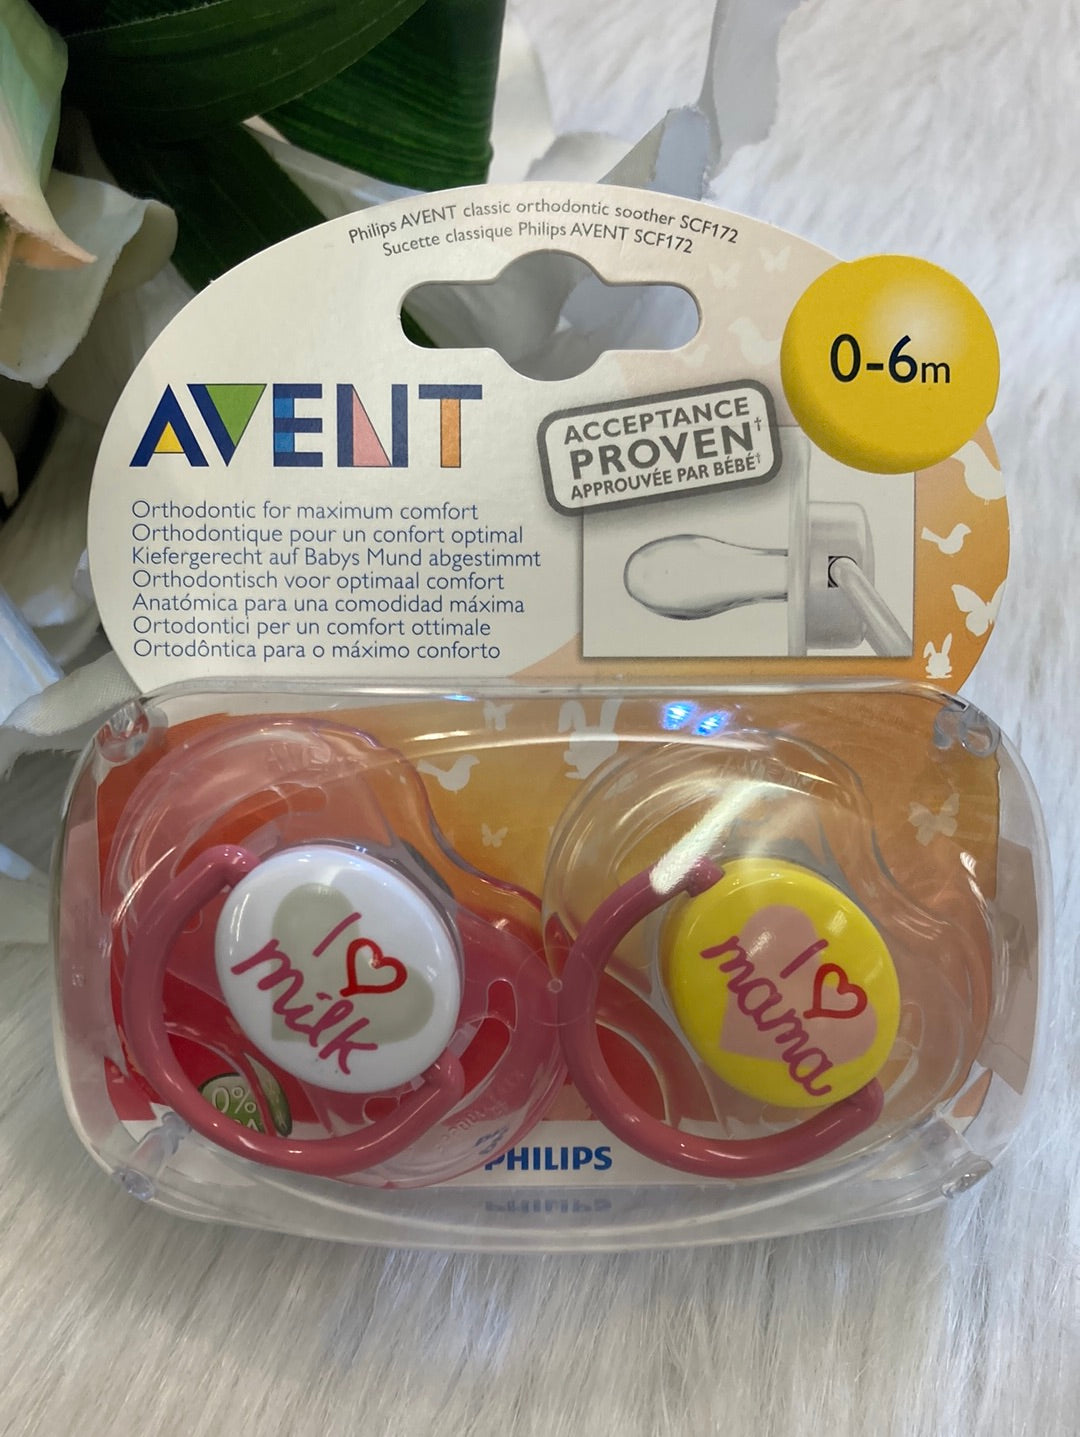 Philips AVENT classic orthodontic soother SCF172
Sucette classique Philips AVENT SCF172
0-6m
AVENT
ACCEPTANCE
PROVEN†
APPROUVÉE PAR BÉBÉ†
Orthodontic for maximum comfort
Orthodontique pour un confort optimal
Kiefergerecht auf Babys Mund abgestimmt
Orthodontisch voor optimaal comfort
Anatómica para una comodidad máxima
Ortodontici per un comfort ottimale
Ortodôntica para o máximo conforto
I ♥
milk
I ♥
mama
0%
PHILIPS